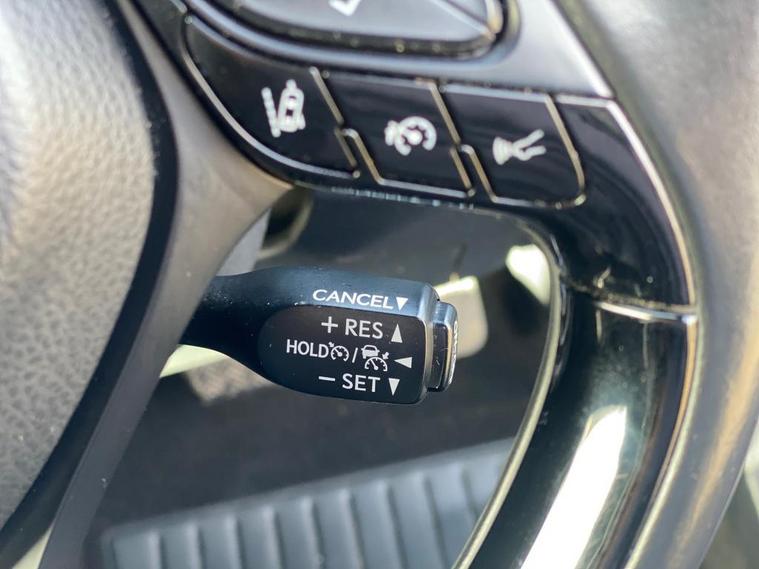 CANCEL▼
+ RES ▲
HOLD / ◀
− SET ▼